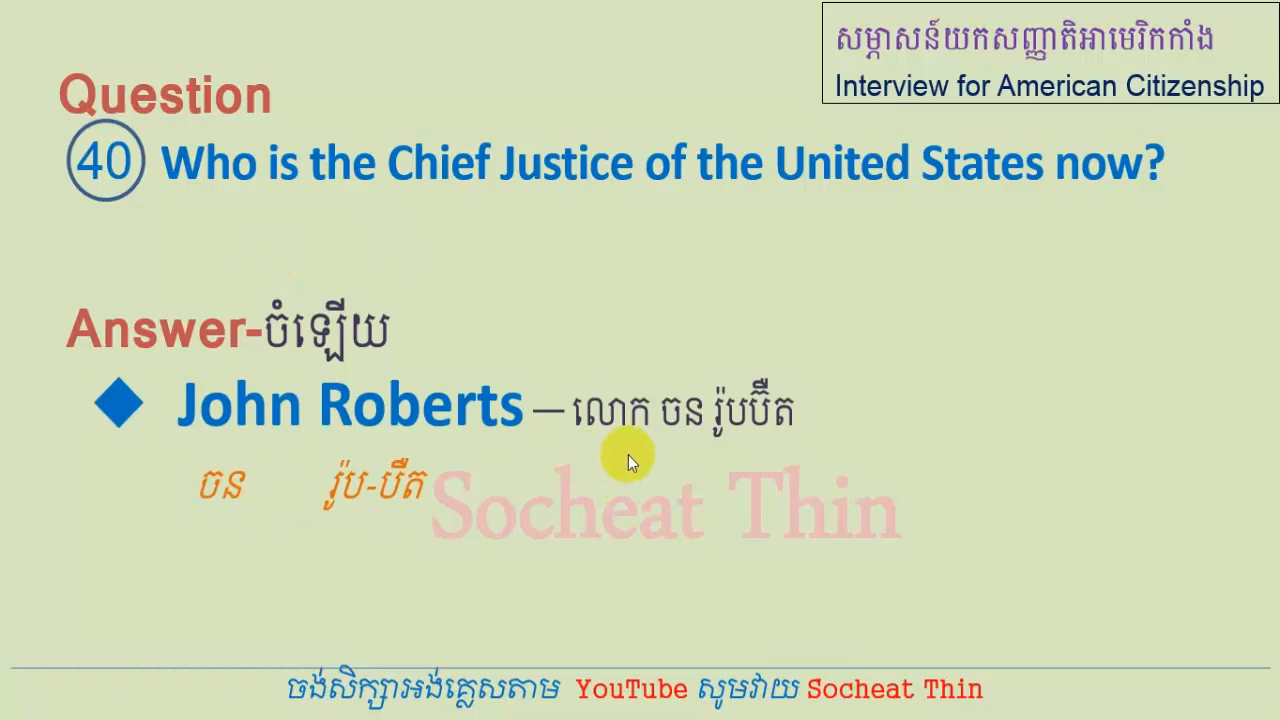 សម្ភាសន៍យកសញ្ជាតិអាមេរិកកាំង
Interview for American Citizenship
Question
40 Who is the Chief Justice of the United States now?
Answer-ចំឡើយ
John Roberts – លោក ចន រ៉ូបប៊ឺត
ចន រ៉ូប-បឺត
Socheat Thin
ចង់សិក្សាអង់គ្លេសតាម YouTube សូមវាយ Socheat Thin